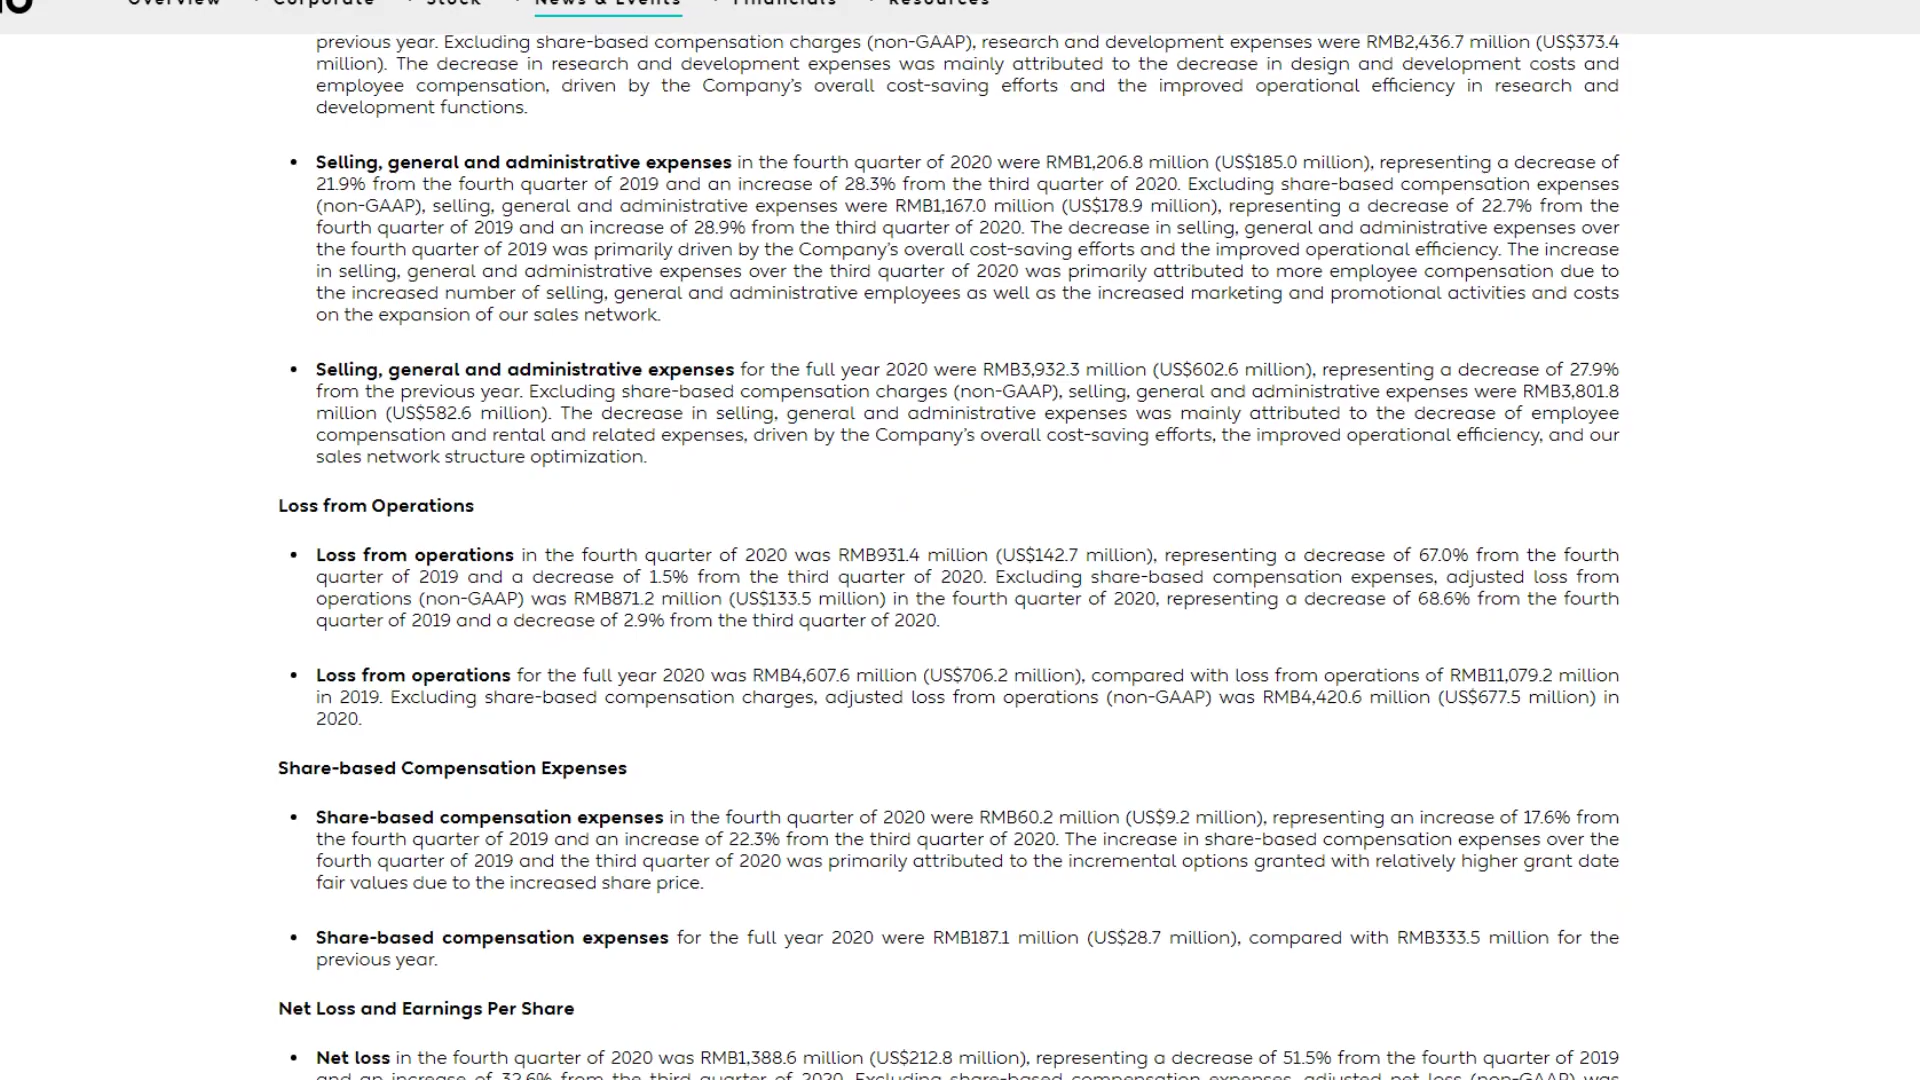 Overview
Corporate
Stock
News & Events
Financials
Resources
previous year. Excluding share-based compensation charges (non-GAAP), research and development expenses were RMB2,436.7 million (US$373.4
million). The decrease in research and development expenses was mainly attributed to the decrease in design and development costs and
employee compensation, driven by the Company's overall cost-saving efforts and the improved operational efficiency in research and
development functions.
• Selling, general and administrative expenses in the fourth quarter of 2020 were RMB1,206.8 million (US$185.0 million), representing a decrease of
21.9% from the fourth quarter of 2019 and an increase of 28.3% from the third quarter of 2020. Excluding share-based compensation expenses
(non-GAAP), selling, general and administrative expenses were RMB1,167.0 million (US$178.9 million), representing a decrease of 22.7% from the
fourth quarter of 2019 and an increase of 28.9% from the third quarter of 2020. The decrease in selling, general and administrative expenses over
the fourth quarter of 2019 was primarily driven by the Company's overall cost-saving efforts and the improved operational efficiency. The increase
in selling, general and administrative expenses over the third quarter of 2020 was primarily attributed to more employee compensation due to
the increased number of selling, general and administrative employees as well as the increased marketing and promotional activities and costs
on the expansion of our sales network.
• Selling, general and administrative expenses for the full year 2020 were RMB3,932.3 million (US$602.6 million), representing a decrease of 27.9%
from the previous year. Excluding share-based compensation charges (non-GAAP), selling, general and administrative expenses were RMB3,801.8
million (US$582.6 million). The decrease in selling, general and administrative expenses was mainly attributed to the decrease of employee
compensation and rental and related expenses, driven by the Company's overall cost-saving efforts, the improved operational efficiency, and our
sales network structure optimization.
Loss from Operations
• Loss from operations in the fourth quarter of 2020 was RMB931.4 million (US$142.7 million), representing a decrease of 67.0% from the fourth
quarter of 2019 and a decrease of 1.5% from the third quarter of 2020. Excluding share-based compensation expenses, adjusted loss from
operations (non-GAAP) was RMB871.2 million (US$133.5 million) in the fourth quarter of 2020, representing a decrease of 68.6% from the fourth
quarter of 2019 and a decrease of 2.9% from the third quarter of 2020.
• Loss from operations for the full year 2020 was RMB4,607.6 million (US$706.2 million), compared with loss from operations of RMB11,079.2 million
in 2019. Excluding share-based compensation charges, adjusted loss from operations (non-GAAP) was RMB4,420.6 million (US$677.5 million) in
2020.
Share-based Compensation Expenses
• Share-based compensation expenses in the fourth quarter of 2020 were RMB60.2 million (US$9.2 million), representing an increase of 17.6% from
the fourth quarter of 2019 and an increase of 22.3% from the third quarter of 2020. The increase in share-based compensation expenses over the
fourth quarter of 2019 and the third quarter of 2020 was primarily attributed to the incremental options granted with relatively higher grant date
fair values due to the increased share price.
• Share-based compensation expenses for the full year 2020 were RMB187.1 million (US$28.7 million), compared with RMB333.5 million for the
previous year.
Net Loss and Earnings Per Share
• Net loss in the fourth quarter of 2020 was RMB1,388.6 million (US$212.8 million), representing a decrease of 51.5% from the fourth quarter of 2019
and an increase of 32.6% from the third quarter of 2020. Excluding share-based compensation expenses, adjusted net loss (non-GAAP) was